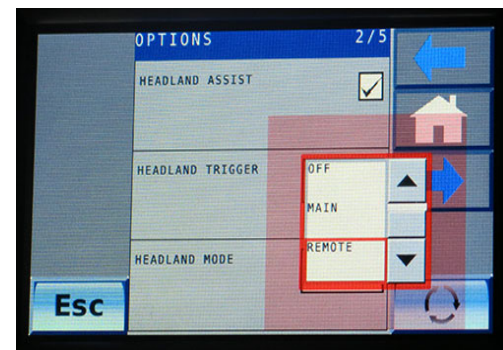 OPTIONS 2/5
HEADLAND ASSIST
HEADLAND TRIGGER
OFF
MAIN
REMOTE
HEADLAND MODE
Esc